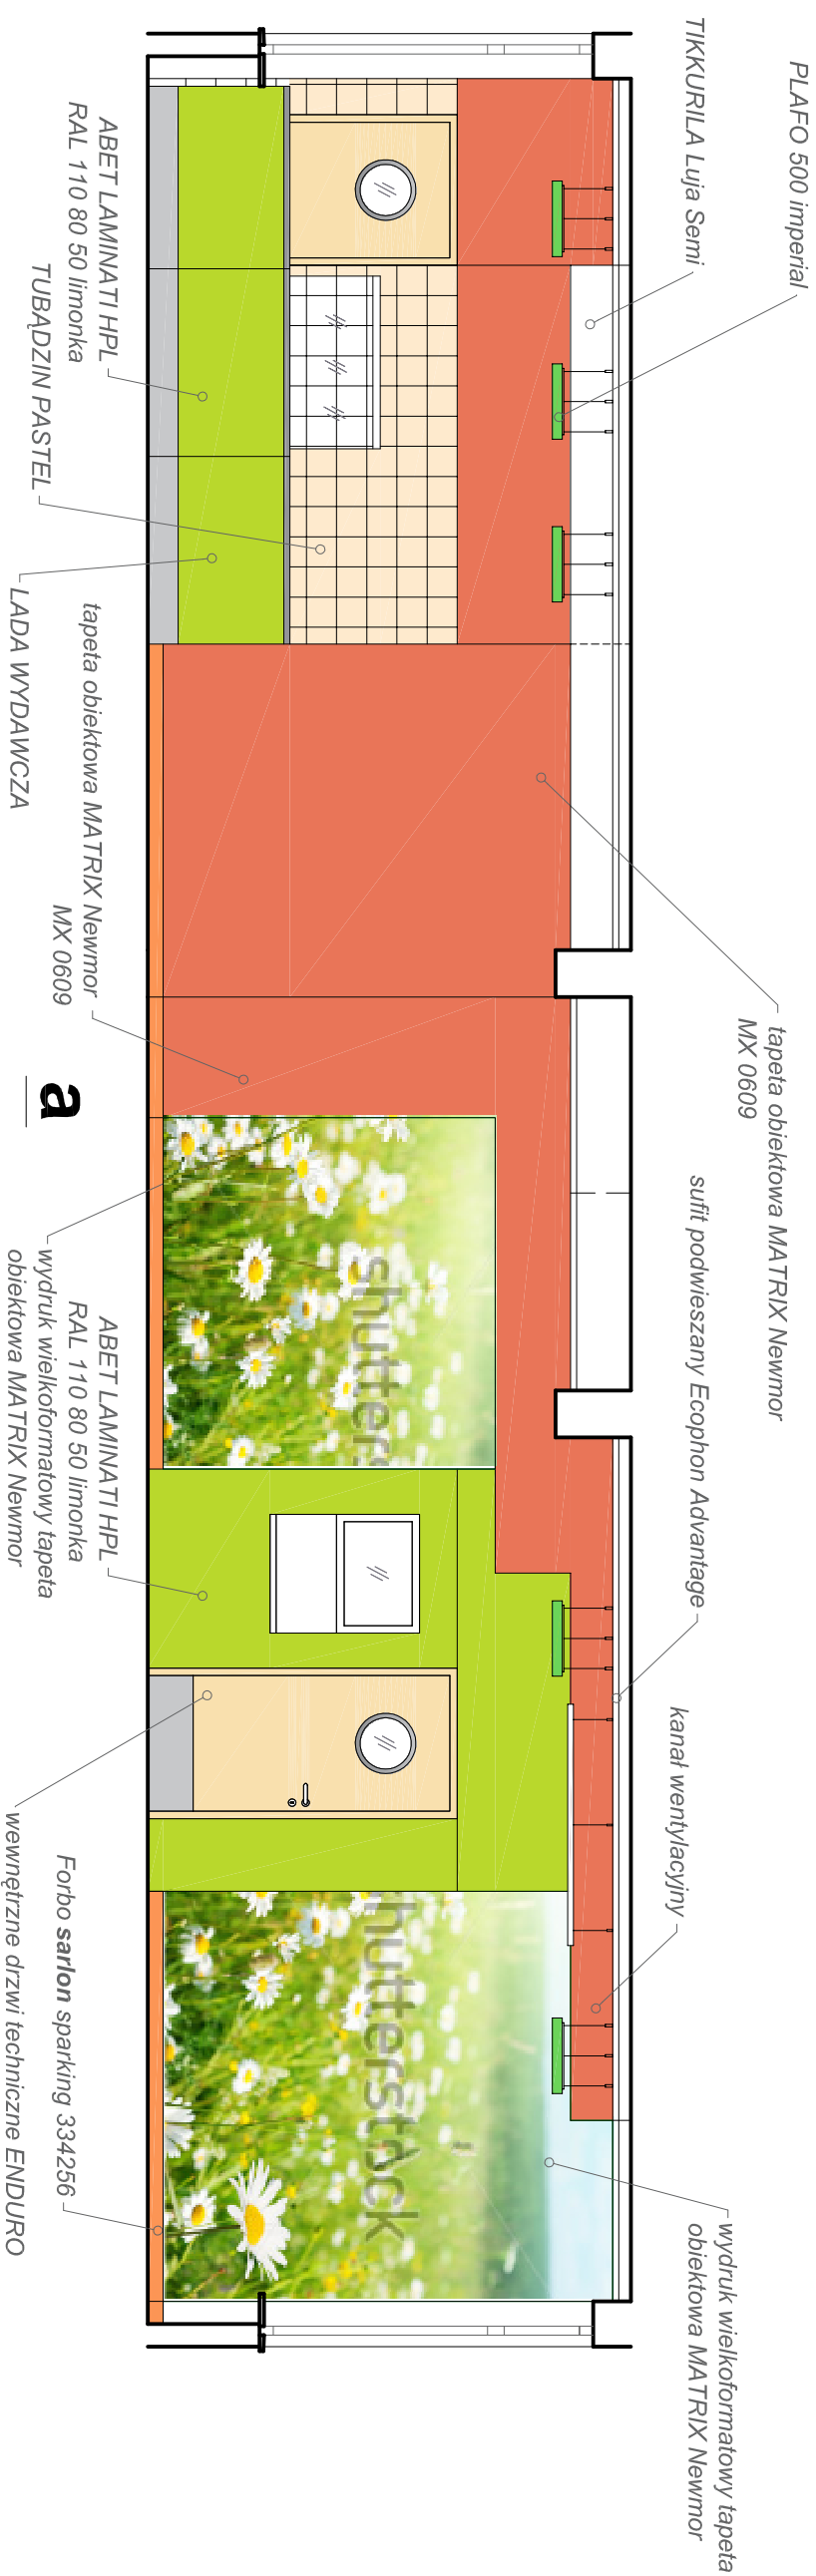 PLAFO 500 imperial
TIKKURILA Luja Semi
tapeta obiektowa MATRIX Newmor
MX 0609
sufit podwieszany Ecophon Advantage
kanał wentylacyjny
wydruk wielkoformatowy tapeta
obiektowa MATRIX Newmor
shutters
hutterstock
ABET LAMINATI HPL
RAL 110 80 50 limonka
TUBĄDZIN PASTEL
LADA WYDAWCZA
tapeta obiektowa MATRIX Newmor
MX 0609
a
ABET LAMINATI HPL
RAL 110 80 50 limonka
wydruk wielkoformatowy tapeta
obiektowa MATRIX Newmor
Forbo sarlon sparking 334256
wewnętrzne drzwi techniczne ENDURO